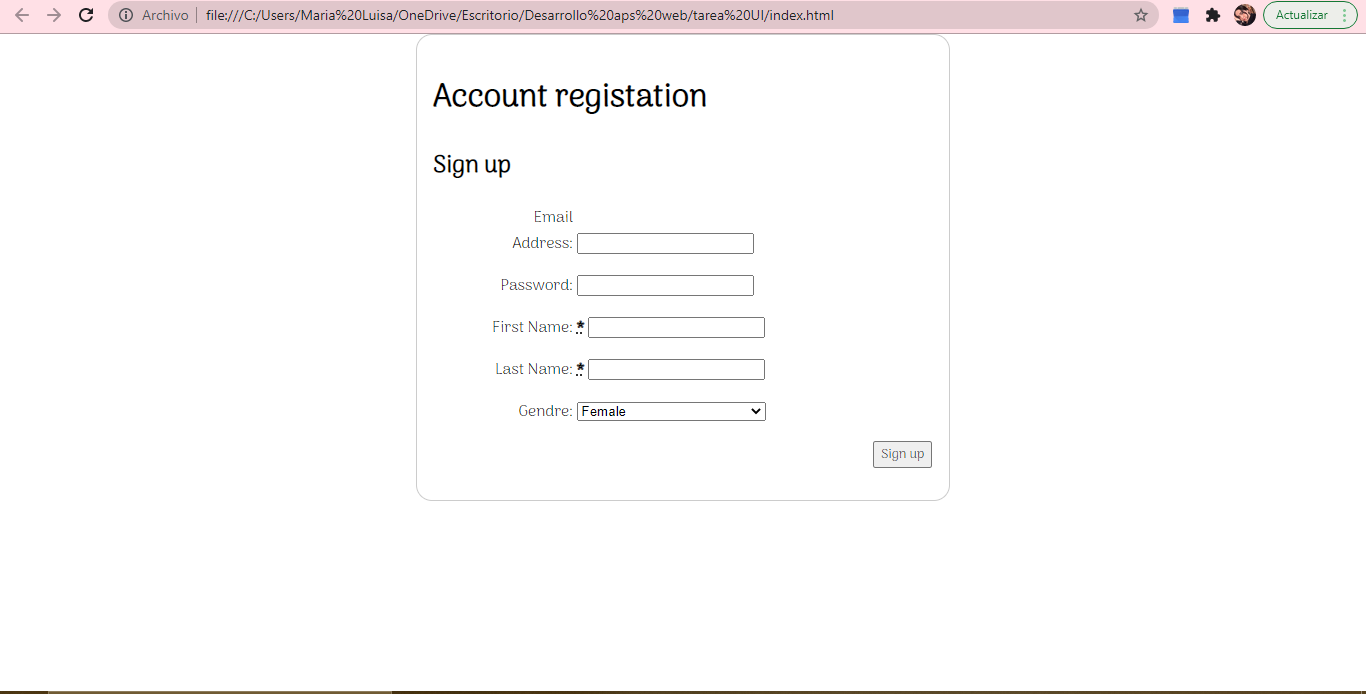 Archivo file:///C:/Users/Maria%20Luisa/OneDrive/Escritorio/Desarrollo%20aps%20web/tarea%20UI/index.html Actualizar
Account registation
Sign up
Email
Address:
Password:
First Name: *
Last Name: *
Gendre: Female
Sign up